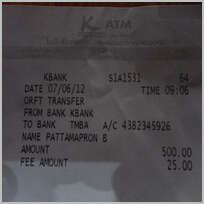 K ATM
KBANK S1A1531 64
DATE 07/06/12 TIME 09:06
ORFT TRANSFER
FROM BANK KBANK
TO BANK TMBA A/C 4382345926
NAME PATTAMAPRON B
AMOUNT 500.00
FEE AMOUNT 25.00